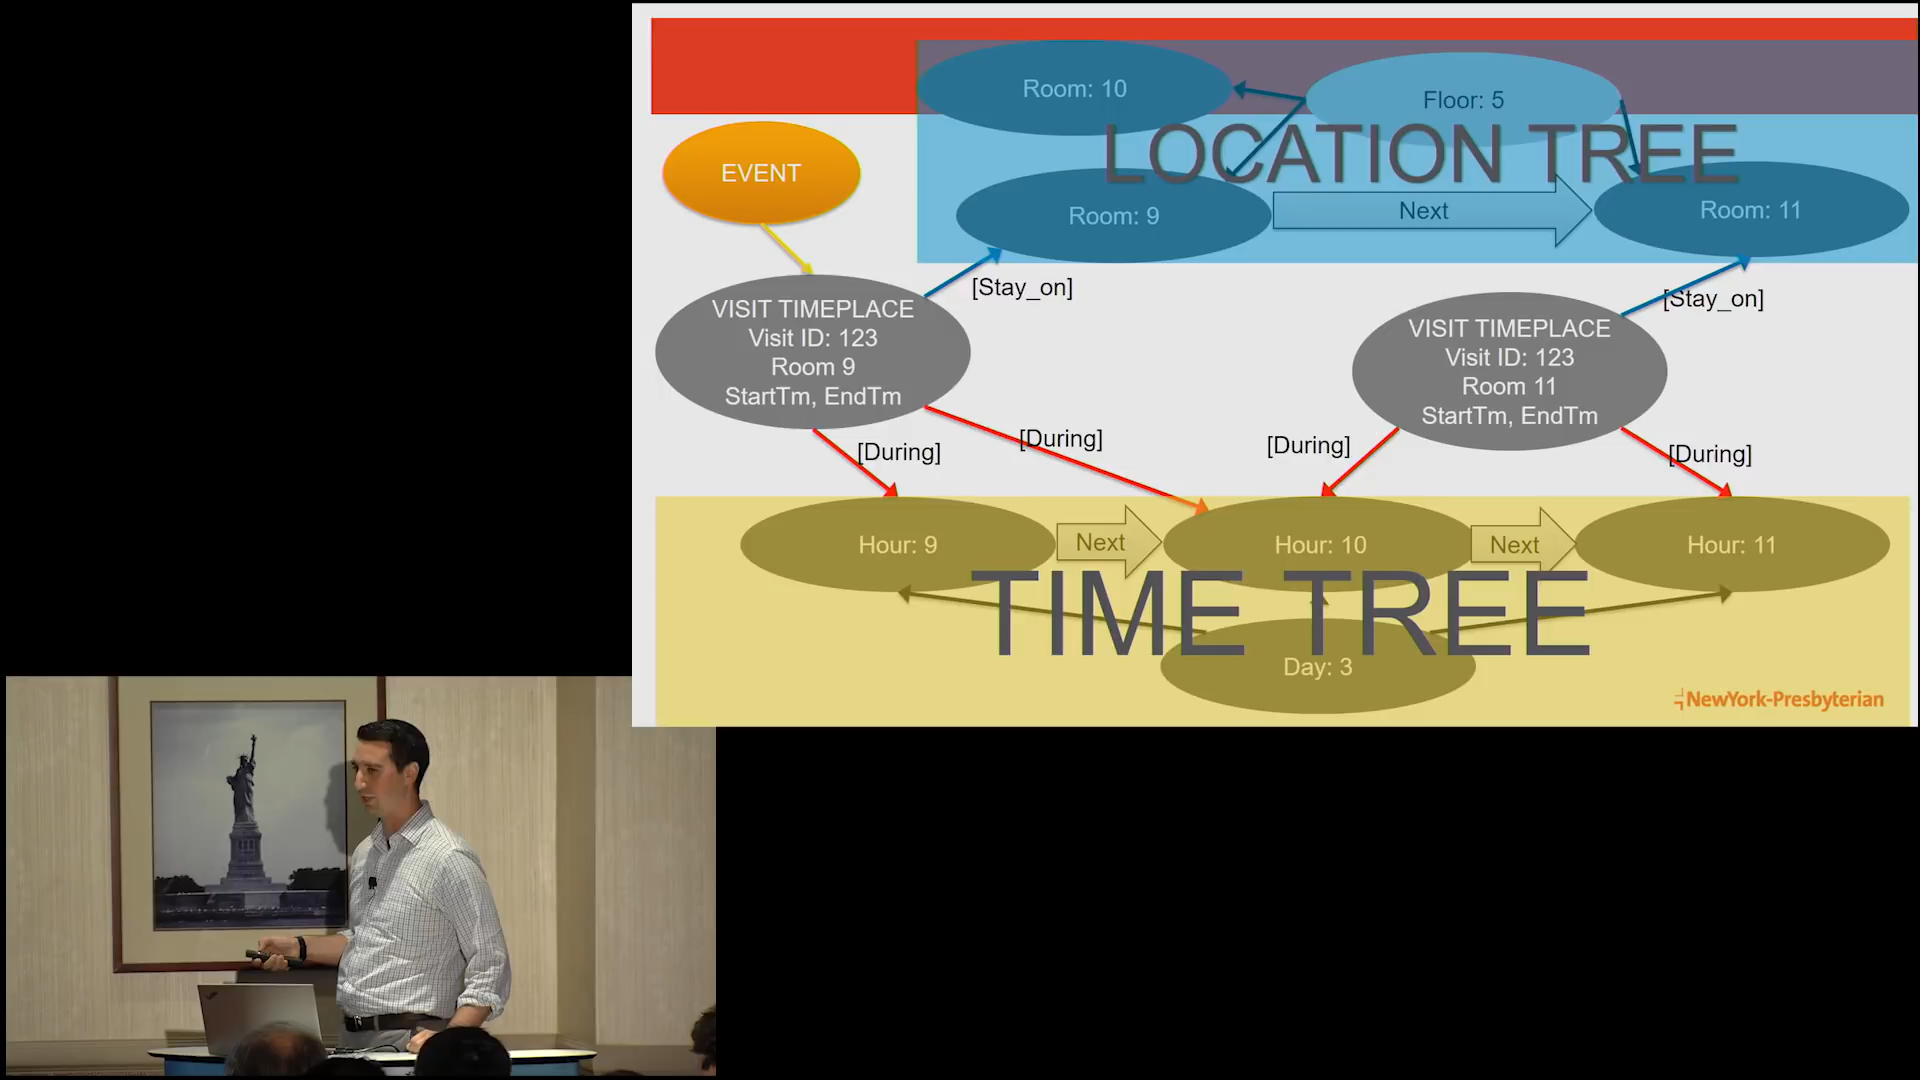 Room: 10
Floor: 5
LOCATION TREE
EVENT
Room: 9
Next
Room: 11
[Stay_on]
[Stay_on]
VISIT TIMEPLACE
Visit ID: 123
Room 9
StartTm, EndTm
VISIT TIMEPLACE
Visit ID: 123
Room 11
StartTm, EndTm
[During]
[During]
[During]
[During]
Hour: 9
Next
Hour: 10
Next
Hour: 11
TIME TREE
Day: 3
NewYork-Presbyterian